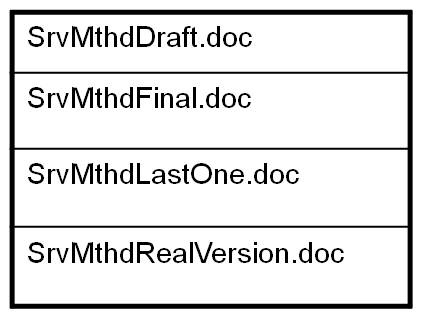 SrvMthdDraft.doc
SrvMthdFinal.doc
SrvMthdLastOne.doc
SrvMthdRealVersion.doc